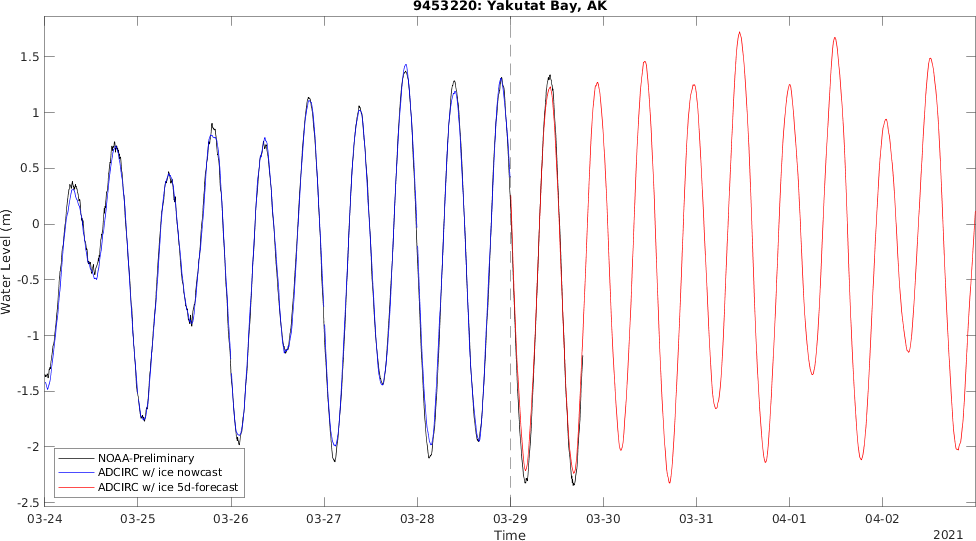 9453220: Yakutat Bay, AK
Water Level (m)
1.5
1
0.5
0
-0.5
-1
-1.5
-2
-2.5
NOAA-Preliminary
ADCIRC w/ ice nowcast
ADCIRC w/ ice 5d-forecast
03-24 03-25 03-26 03-27 03-28 03-29 03-30 03-31 04-01 04-02
Time
2021